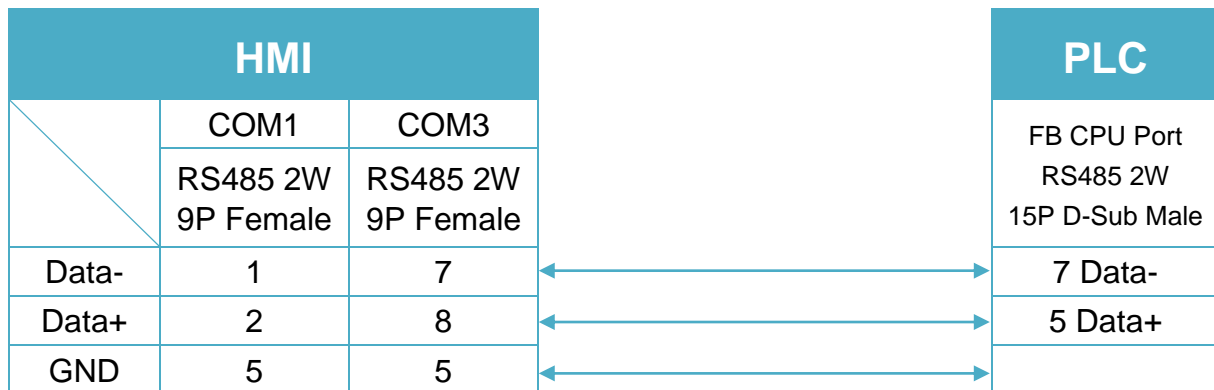 HMI PLC
COM1 COM3 FB CPU Port
RS485 2W RS485 2W RS485 2W
9P Female 9P Female 15P D-Sub Male
Data- 1 7 7 Data-
Data+ 2 8 5 Data+
GND 5 5